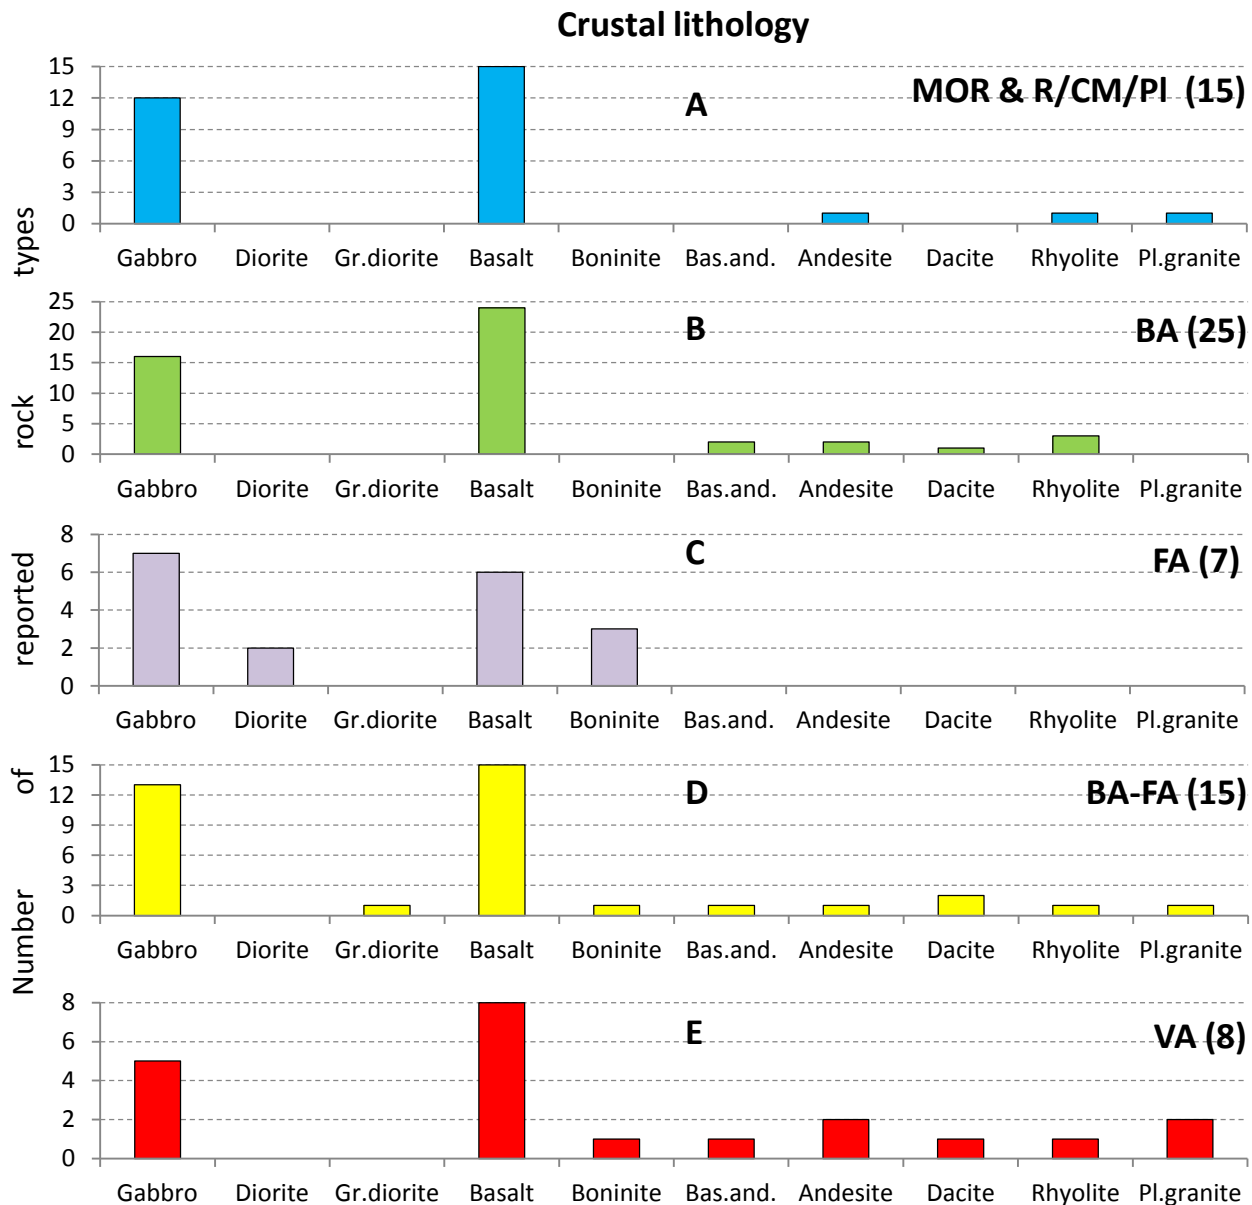 Crustal lithology
Number of reported rock types
A
MOR & R/CM/Pl (15)
15
12
9
6
3
0
Gabbro Diorite Gr.diorite Basalt Boninite Bas.and. Andesite Dacite Rhyolite Pl.granite
B
BA (25)
25
20
15
10
5
0
Gabbro Diorite Gr.diorite Basalt Boninite Bas.and. Andesite Dacite Rhyolite Pl.granite
C
FA (7)
8
6
4
2
0
Gabbro Diorite Gr.diorite Basalt Boninite Bas.and. Andesite Dacite Rhyolite Pl.granite
D
BA-FA (15)
15
12
9
6
3
0
Gabbro Diorite Gr.diorite Basalt Boninite Bas.and. Andesite Dacite Rhyolite Pl.granite
E
VA (8)
8
6
4
2
0
Gabbro Diorite Gr.diorite Basalt Boninite Bas.and. Andesite Dacite Rhyolite Pl.granite